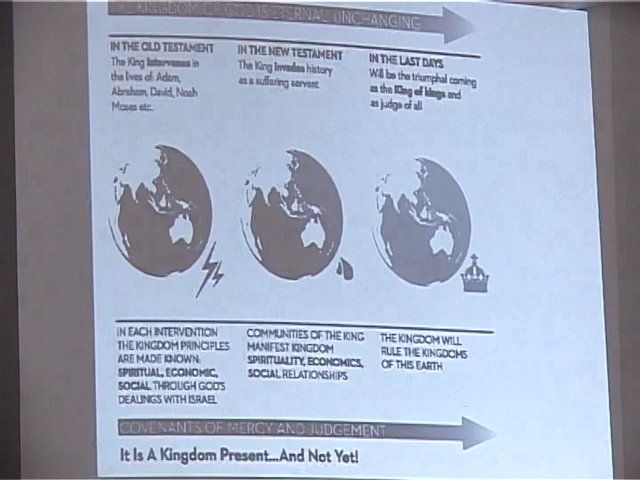 KINGDOM OF GOD IS ETERNAL UNCHANGING
IN THE OLD TESTAMENT
The King Intervenes in
the lives of Adam,
Abraham, David, Noah
Moses etc.
IN THE NEW TESTAMENT
The King Invades history
as a suffering servant
IN THE LAST DAYS
Will be the triumphal coming
as the King of kings and
as judge of all
IN EACH INTERVENTION
THE KINGDOM PRINCIPLES
ARE MADE KNOWN:
SPIRITUAL, ECONOMIC,
SOCIAL THROUGH GOD'S
DEALINGS WITH ISRAEL
COMMUNITIES OF THE KING
MANIFEST KINGDOM
SPIRITUALITY, ECONOMICS,
SOCIAL RELATIONSHIPS
THE KINGDOM WILL
RULE THE KINGDOMS
OF THIS EARTH
COVENANTS OF MERCY AND JUDGEMENT
It Is A Kingdom Present...And Not Yet!